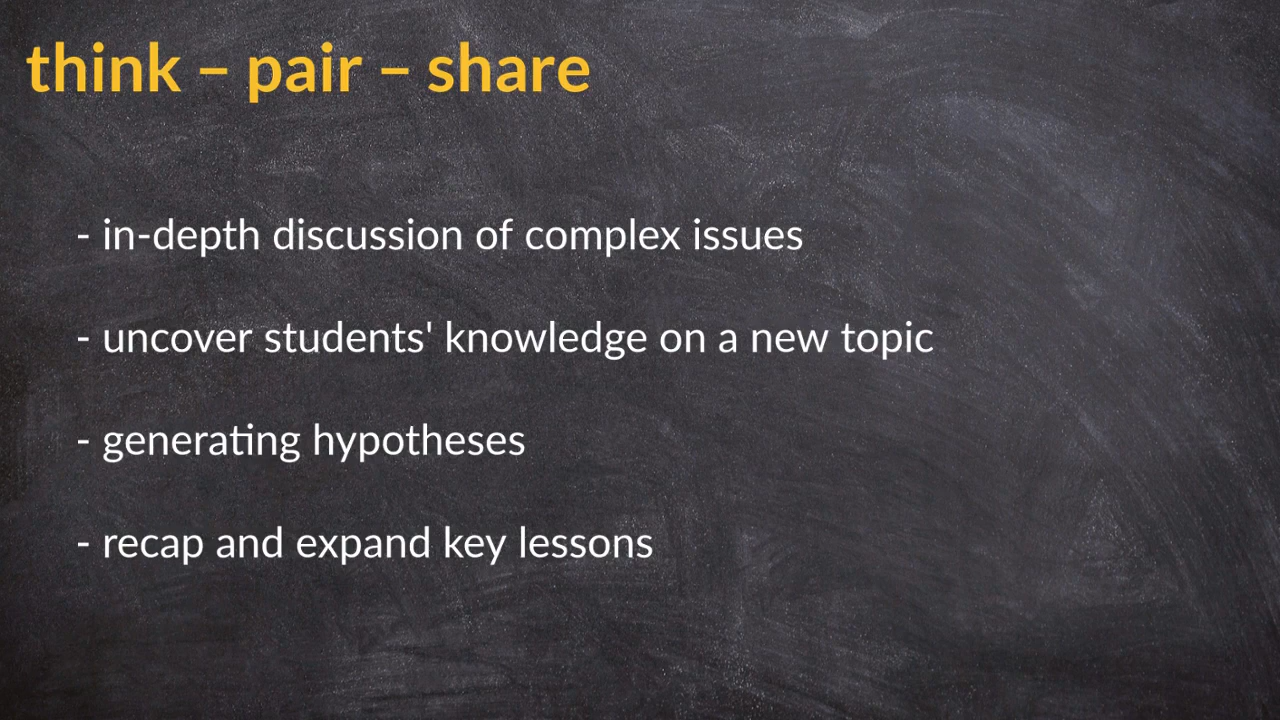 think – pair – share
- in-depth discussion of complex issues
- uncover students' knowledge on a new topic
- generating hypotheses
- recap and expand key lessons